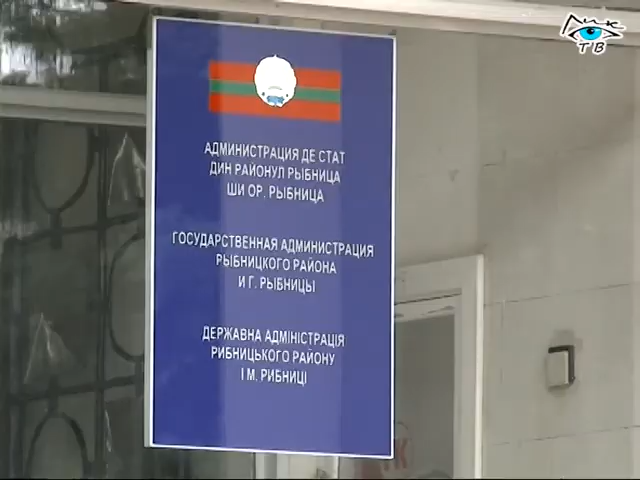 Лик
ТВ
АДМИНИСТРАЦИЯ ДЕ СТАТ
ДИН РАЙОНУЛ РЫБНИЦА
ШИ ОР. РЫБНИЦА
ГОСУДАРСТВЕННАЯ АДМИНИСТРАЦИЯ
РЫБНИЦКОГО РАЙОНА
И Г. РЫБНИЦЫ
ДЕРЖАВНА АДМІНІСТРАЦІЯ
РИБНИЦЬКОГО РАЙОНУ
І М. РИБНИЦІ